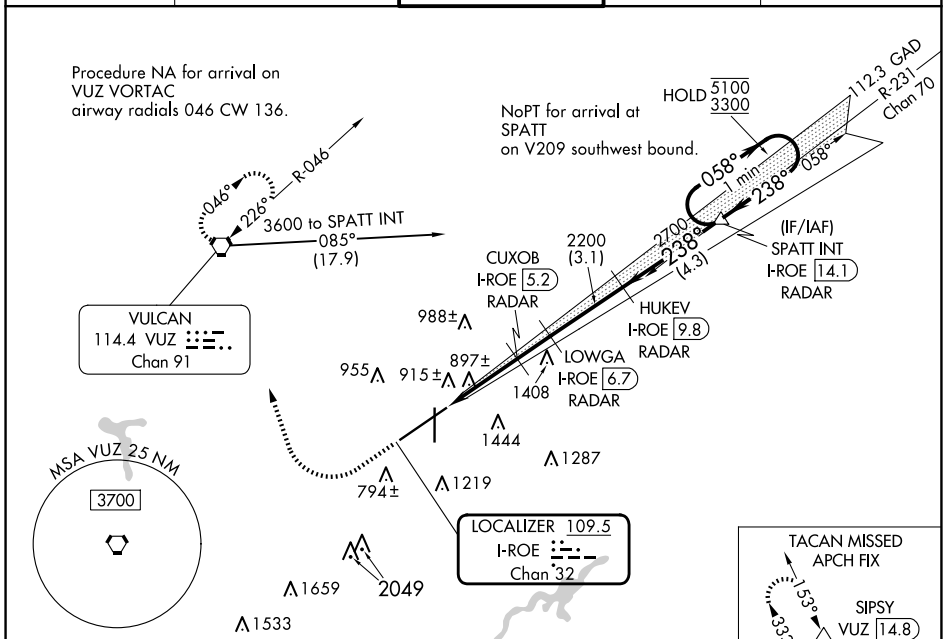 Procedure NA for arrival on
VUZ VORTAC
airway radials 046 CW 136.
NoPT for arrival at
SPATT
on V209 southwest bound.
HOLD 5100
3300
112.3 GAD
R-231
Chan 70
058°
1 min
238°
058°
046°
226°
R-046
3600 to SPATT INT
085°
(17.9)
2700
238°
(4.3)
2200
(3.1)
(IF/IAF)
SPATT INT
I-ROE 14.1
RADAR
CUXOB
I-ROE 5.2
RADAR
HUKEV
I-ROE 9.8
RADAR
LOWGA
I-ROE 6.7
RADAR
VULCAN
114.4 VUZ
Chan 91
988±
955
915±
897±
1408
1444
1287
1219
794±
MSA VUZ 25 NM
3700
LOCALIZER 109.5
I-ROE
Chan 32
2049
1659
1533
TACAN MISSED
APCH FIX
153°
333
SIPSY
VUZ 14.8